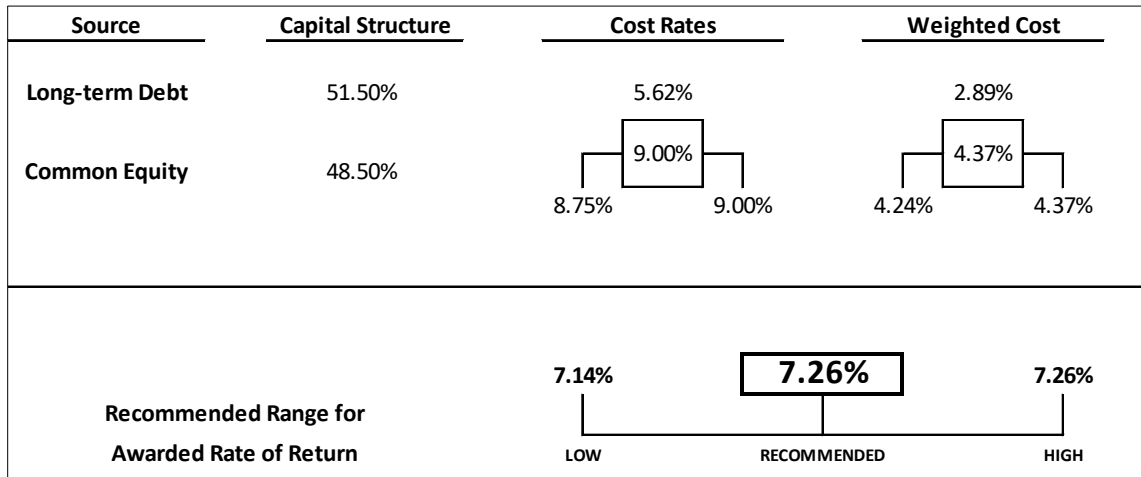 Source Capital Structure Cost Rates Weighted Cost
Long-term Debt 51.50% 5.62% 2.89%
9.00% 4.37%
Common Equity 48.50%
8.75% 9.00% 4.24% 4.37%
7.14% 7.26% 7.26%
Recommended Range for
Awarded Rate of Return
LOW RECOMMENDED HIGH